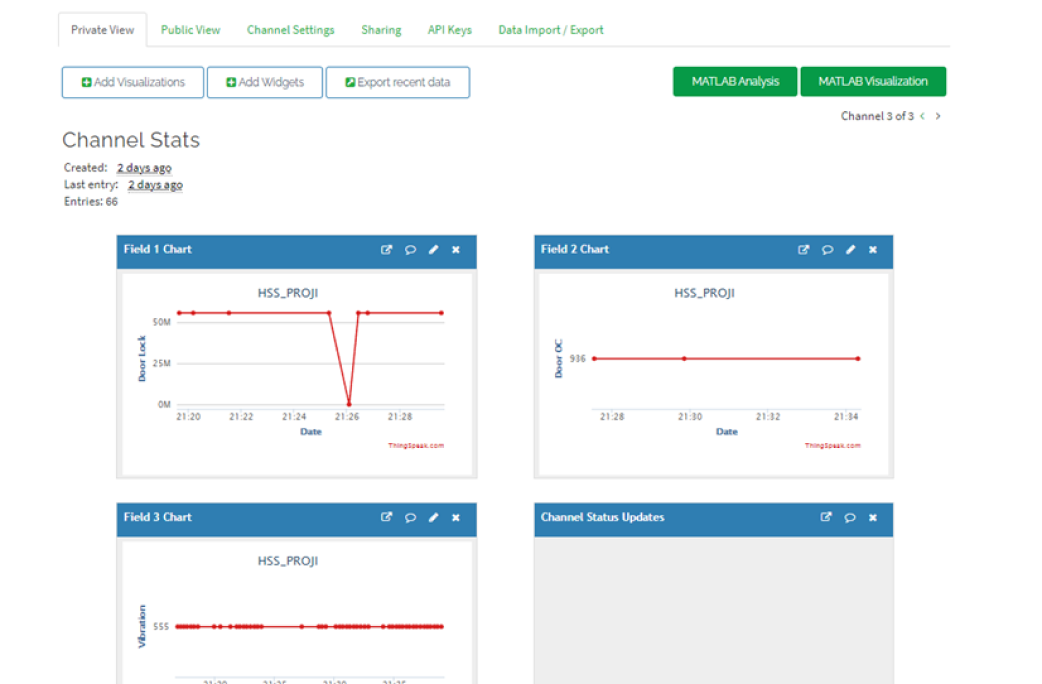 Private View Public View Channel Settings Sharing API Keys Data Import / Export
Add Visualizations Add Widgets Export recent data MATLAB Analysis MATLAB Visualization
Channel 3 of 3 < >
Channel Stats
Created: 2 days ago
Last entry: 2 days ago
Entries: 66
Field 1 Chart
HSS_PROJI
Door Lock
50M
25M
0M
21:20 21:22 21:24 21:26 21:28
Date
ThingSpeak.com
Field 2 Chart
HSS_PROJI
Door OC
936
21:28 21:30 21:32 21:34
Date
ThingSpeak.com
Field 3 Chart
HSS_PROJI
Vibration
555
Channel Status Updates